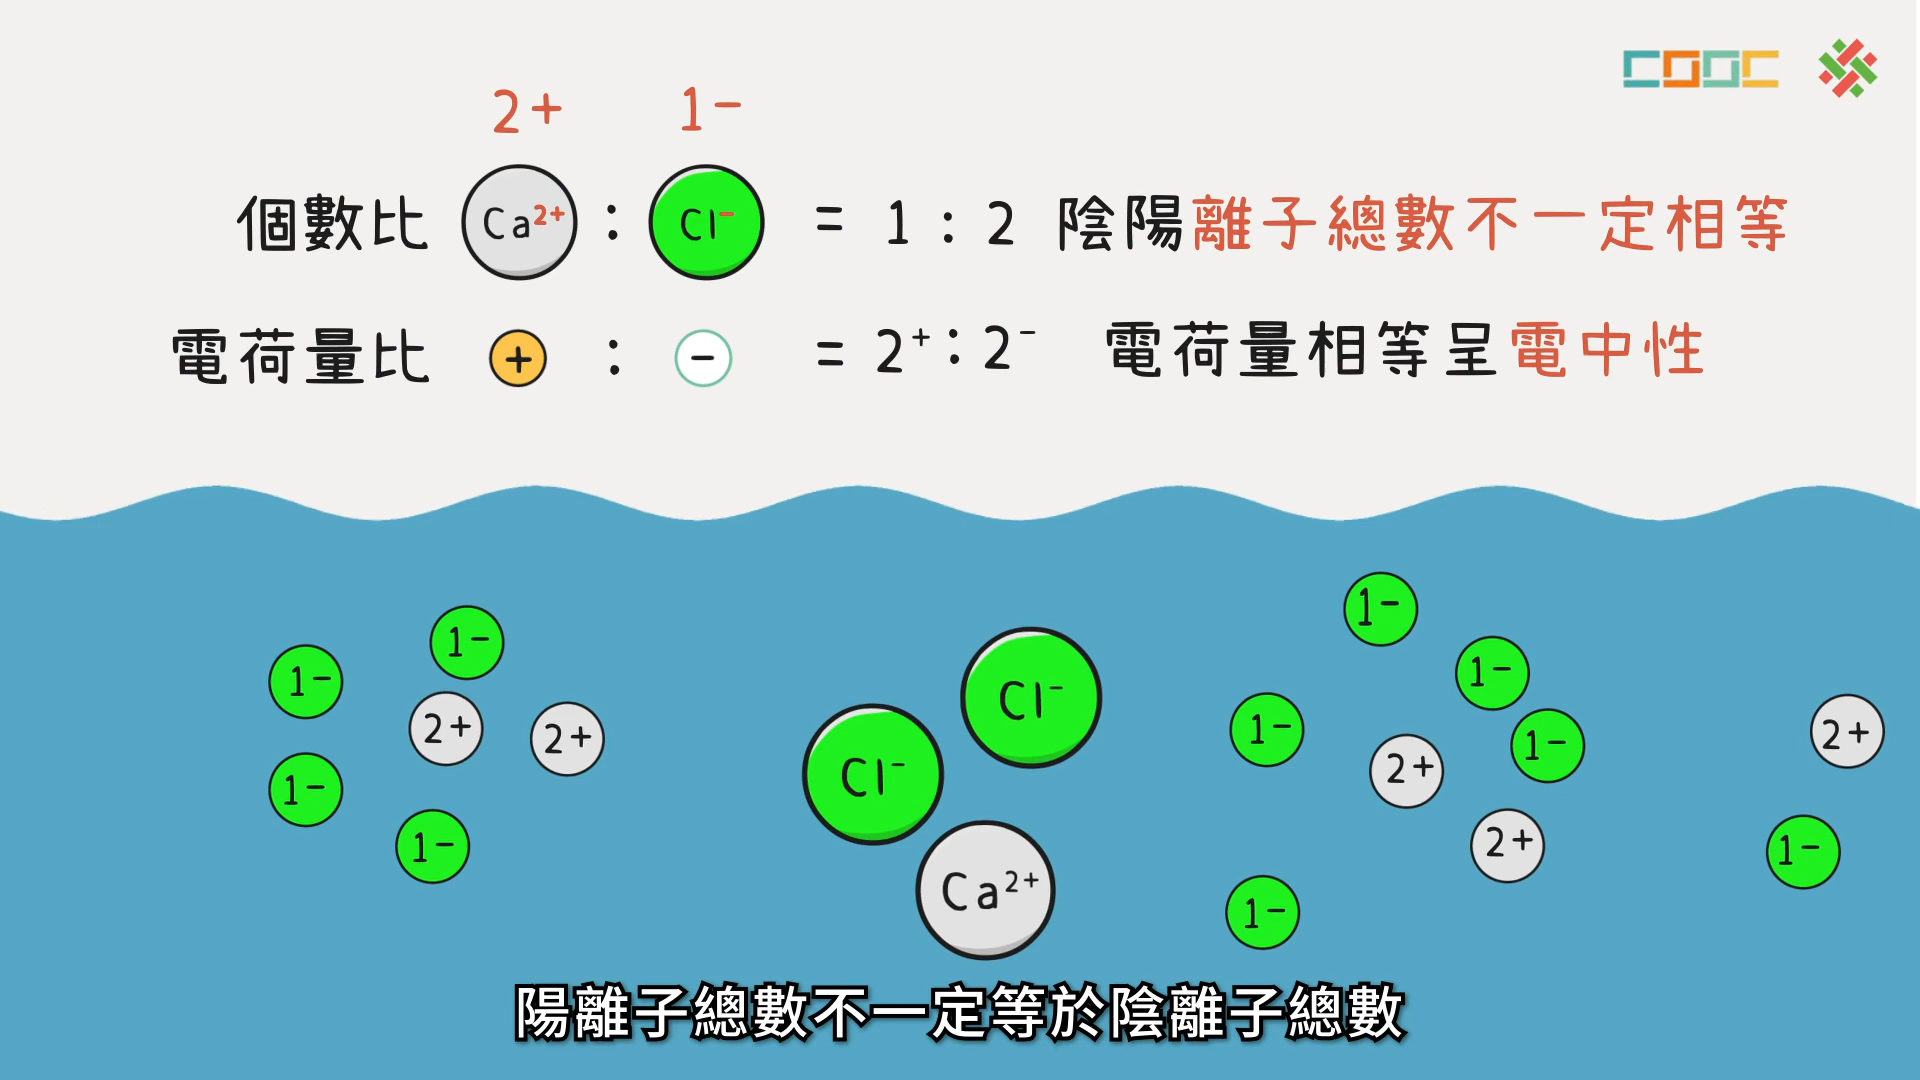 COOC
2+ 1-
個數比 Ca²⁺ : Cl⁻ = 1 : 2 陰陽離子總數不一定相等
電荷量比 + : - = 2⁺ : 2⁻ 電荷量相等呈電中性
1-
1-
1-
1-
2+
2+
1-
1-
Cl⁻
Cl⁻
Ca²⁺
1-
1-
1-
1-
1-
2+
2+
2+
1-
陽離子總數不一定等於陰離子總數